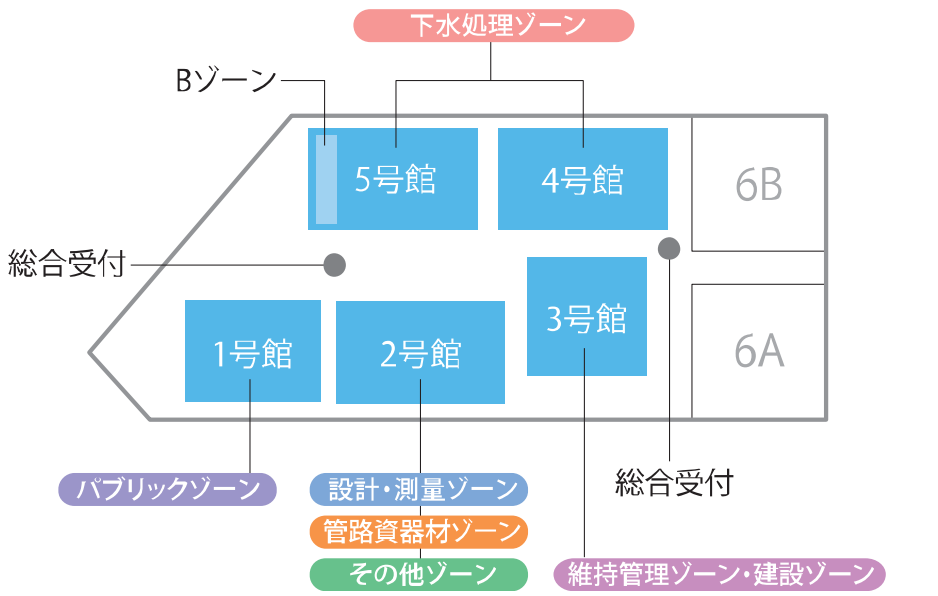 下水処理ゾーン
Bゾーン
5号館
4号館
6B
総合受付
3号館
1号館
2号館
6A
総合受付
パブリックゾーン
設計・測量ゾーン
管路資器材ゾーン
その他ゾーン
維持管理ゾーン・建設ゾーン